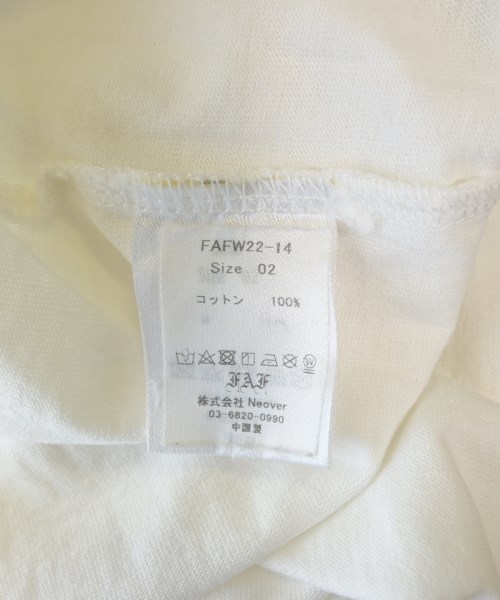 FAFW22-14
Size 02
コットン 100%
FAF
株式会社 Neover
03-6820-0990
中国製